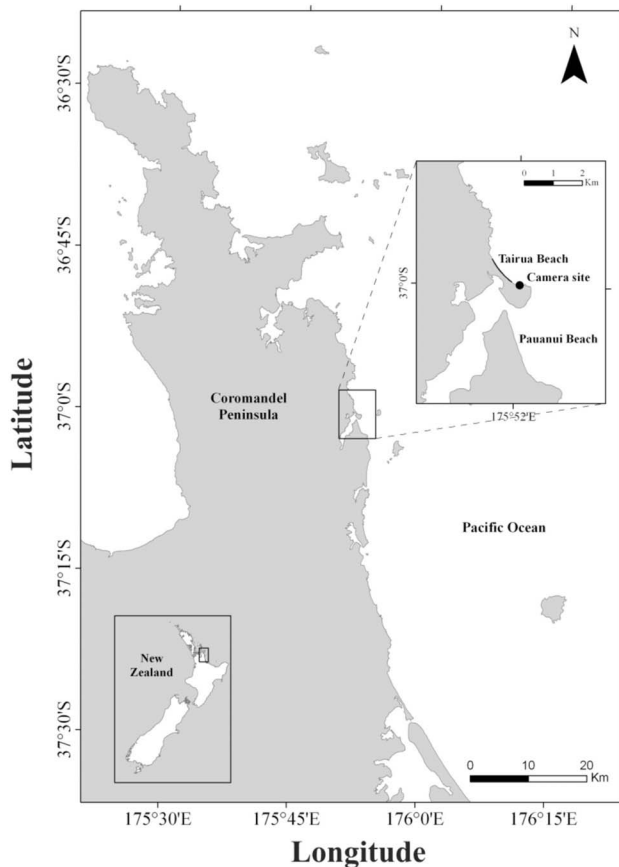 N
36°30'S
36°45'S
37°0'S
37°15'S
37°30'S
Latitude
0 1 2
Km
Tairua Beach
Camera site
Pauanui Beach
37°0'S
175°52'E
Coromandel
Peninsula
Pacific Ocean
New
Zealand
0 10 20
Km
175°30'E 175°45'E 176°0'E 176°15'E
Longitude